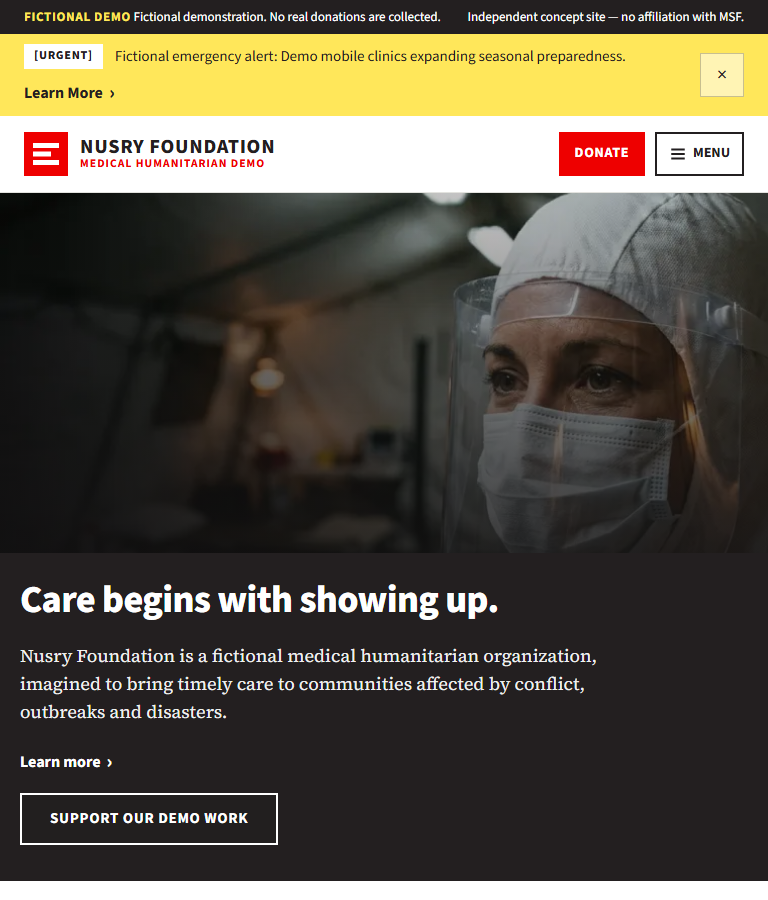 FICTIONAL DEMO Fictional demonstration. No real donations are collected. Independent concept site — no affiliation with MSF.
[URGENT] Fictional emergency alert: Demo mobile clinics expanding seasonal preparedness.
×
Learn More ›
NUSRY FOUNDATION
MEDICAL HUMANITARIAN DEMO
DONATE
MENU
Care begins with showing up.
Nusry Foundation is a fictional medical humanitarian organization,
imagined to bring timely care to communities affected by conflict,
outbreaks and disasters.
Learn more ›
SUPPORT OUR DEMO WORK